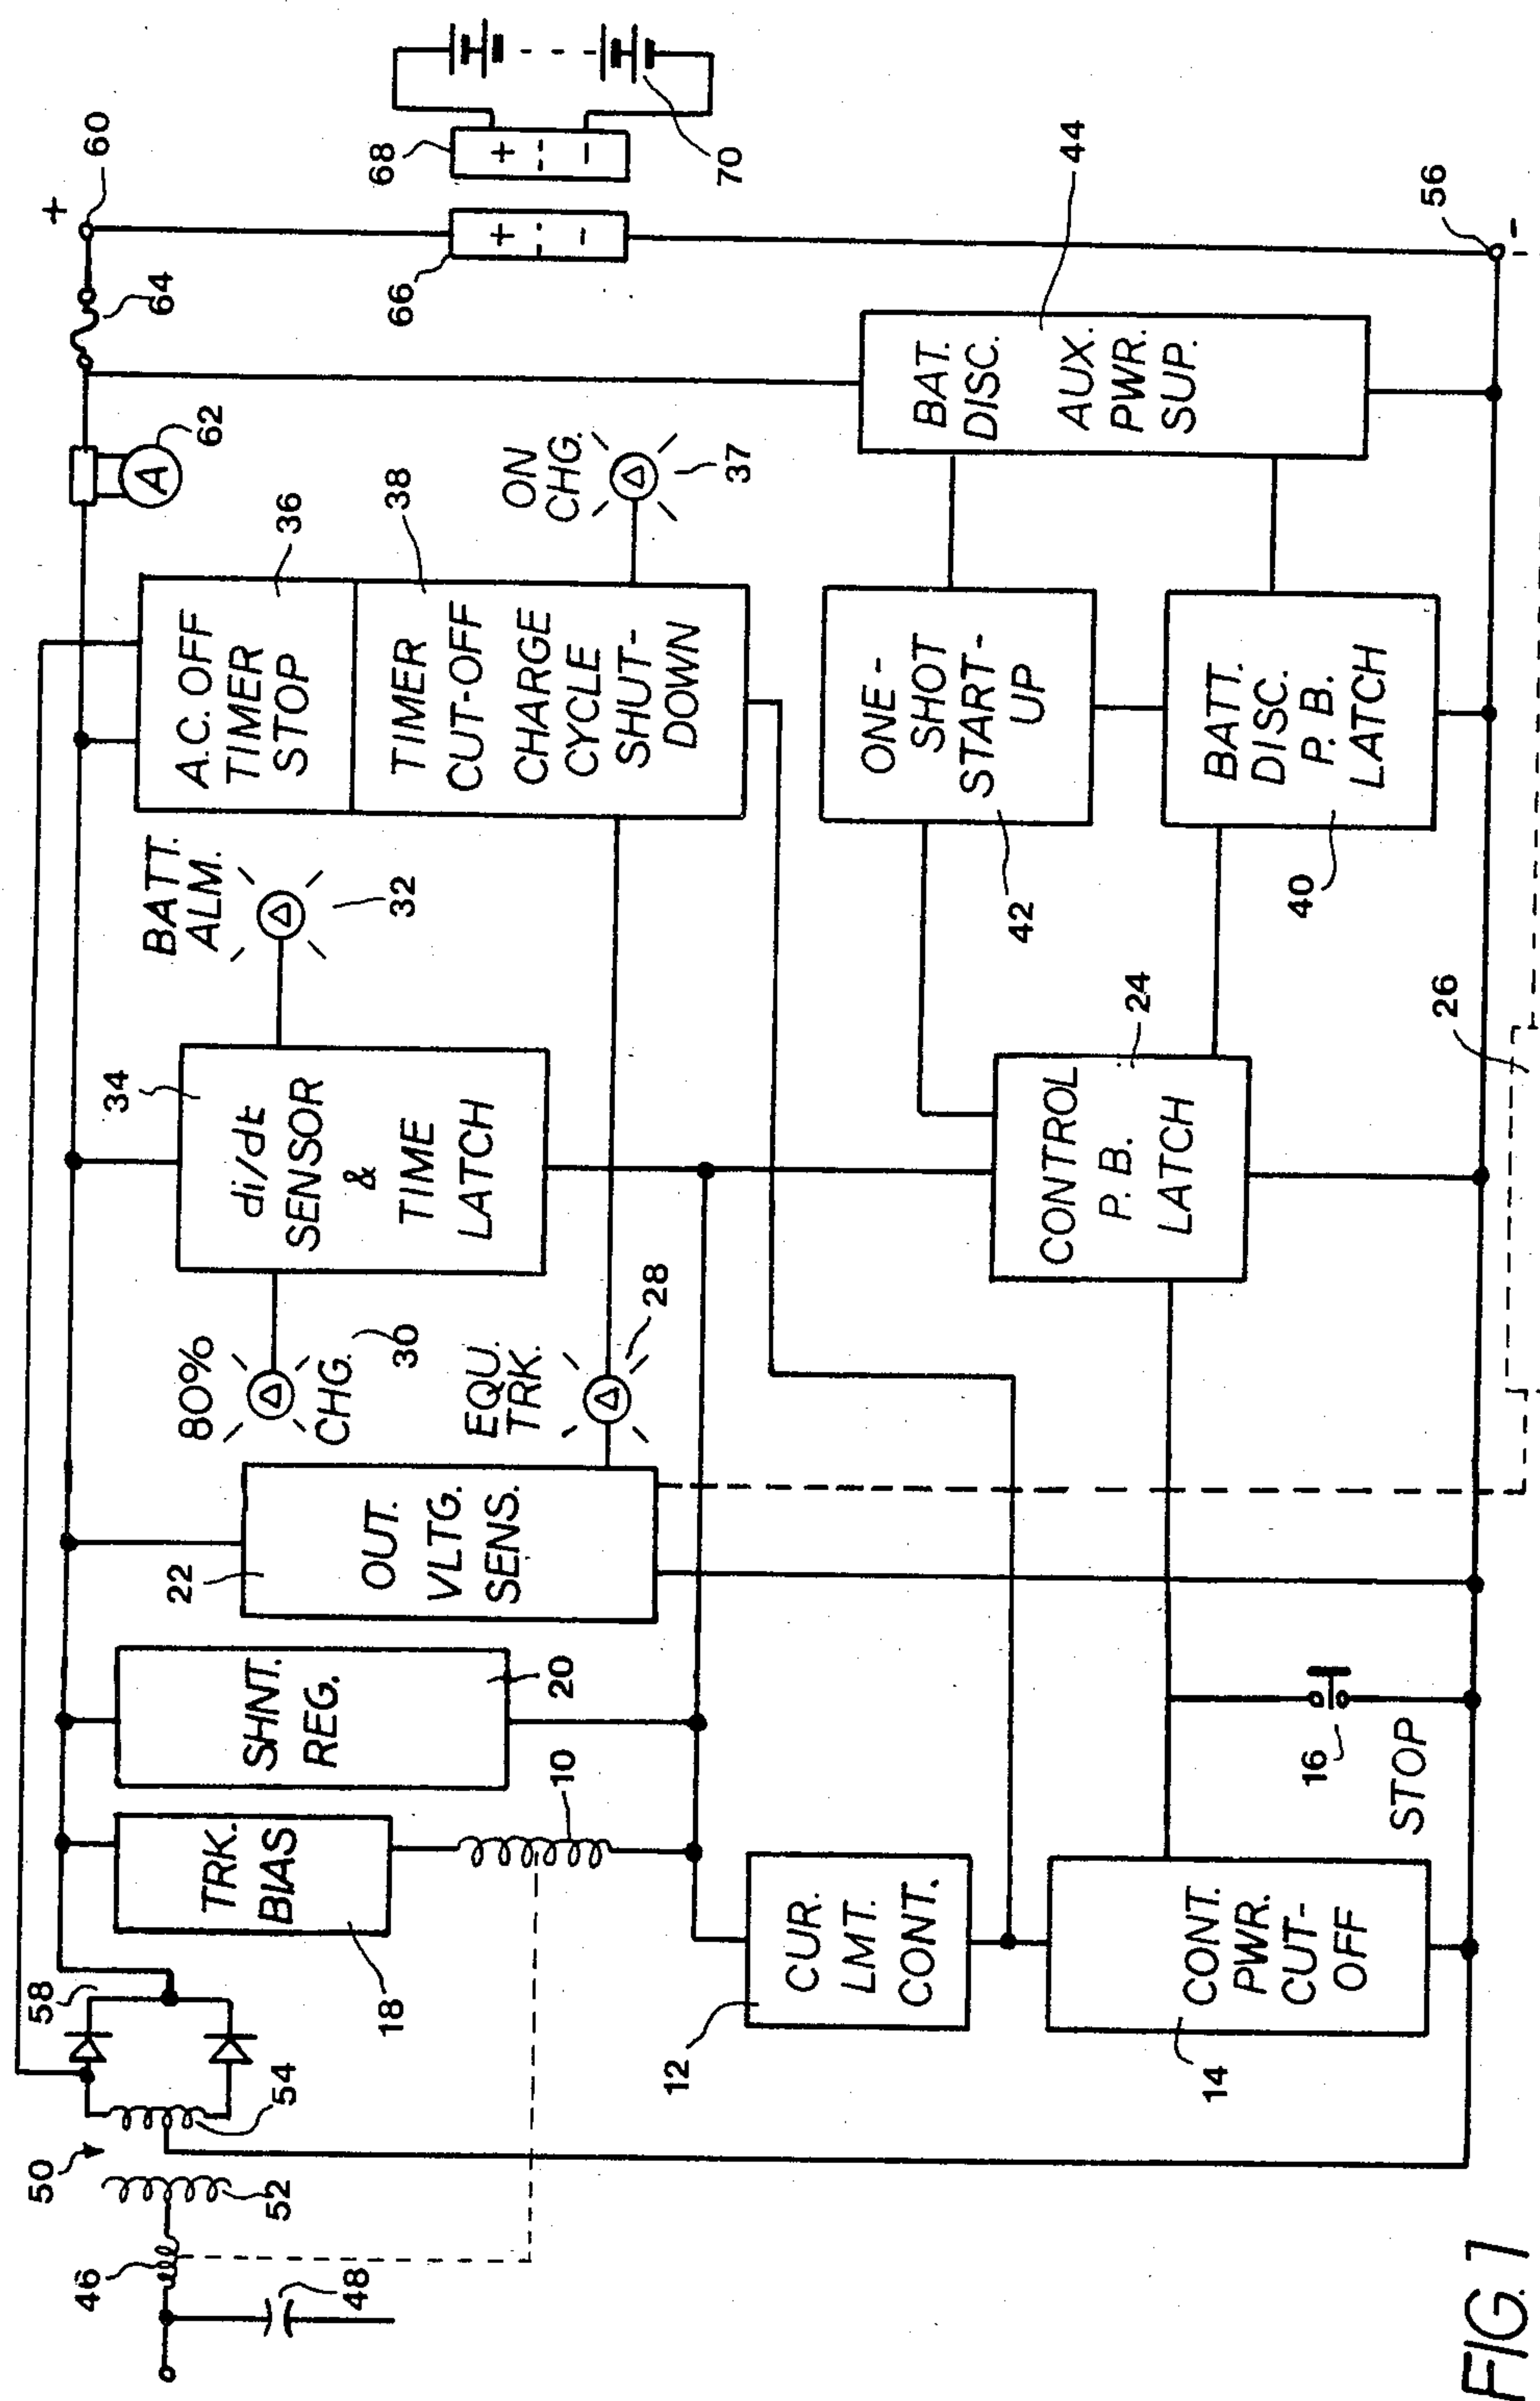 50
46
52
48
54
58
TRK.
BIAS
18
10
SHNT.
REG.
20
OUT.
VLTG.
SENS.
22
80%
CHG.
30
EQU.
TRK.
28
di/dt
SENSOR
&
TIME
LATCH
34
BATT.
ALM.
32
A.C. OFF
TIMER
STOP
36
TIMER
CUT-OFF
CHARGE
CYCLE
SHUT-
DOWN
38
ON
CHG.
37
A
62
64
+
60
66
+
-
68
+
-
70
CUR.
LMT.
CONT.
12
CONT.
PWR.
CUT-
OFF
14
16
STOP
CONTROL
P.B.
LATCH
24
26
ONE-
SHOT
START-
UP
42
BATT.
DISC.
P.B.
LATCH
40
BAT.
DISC.
AUX.
PWR.
SUP.
44
56
-
FIG. 1